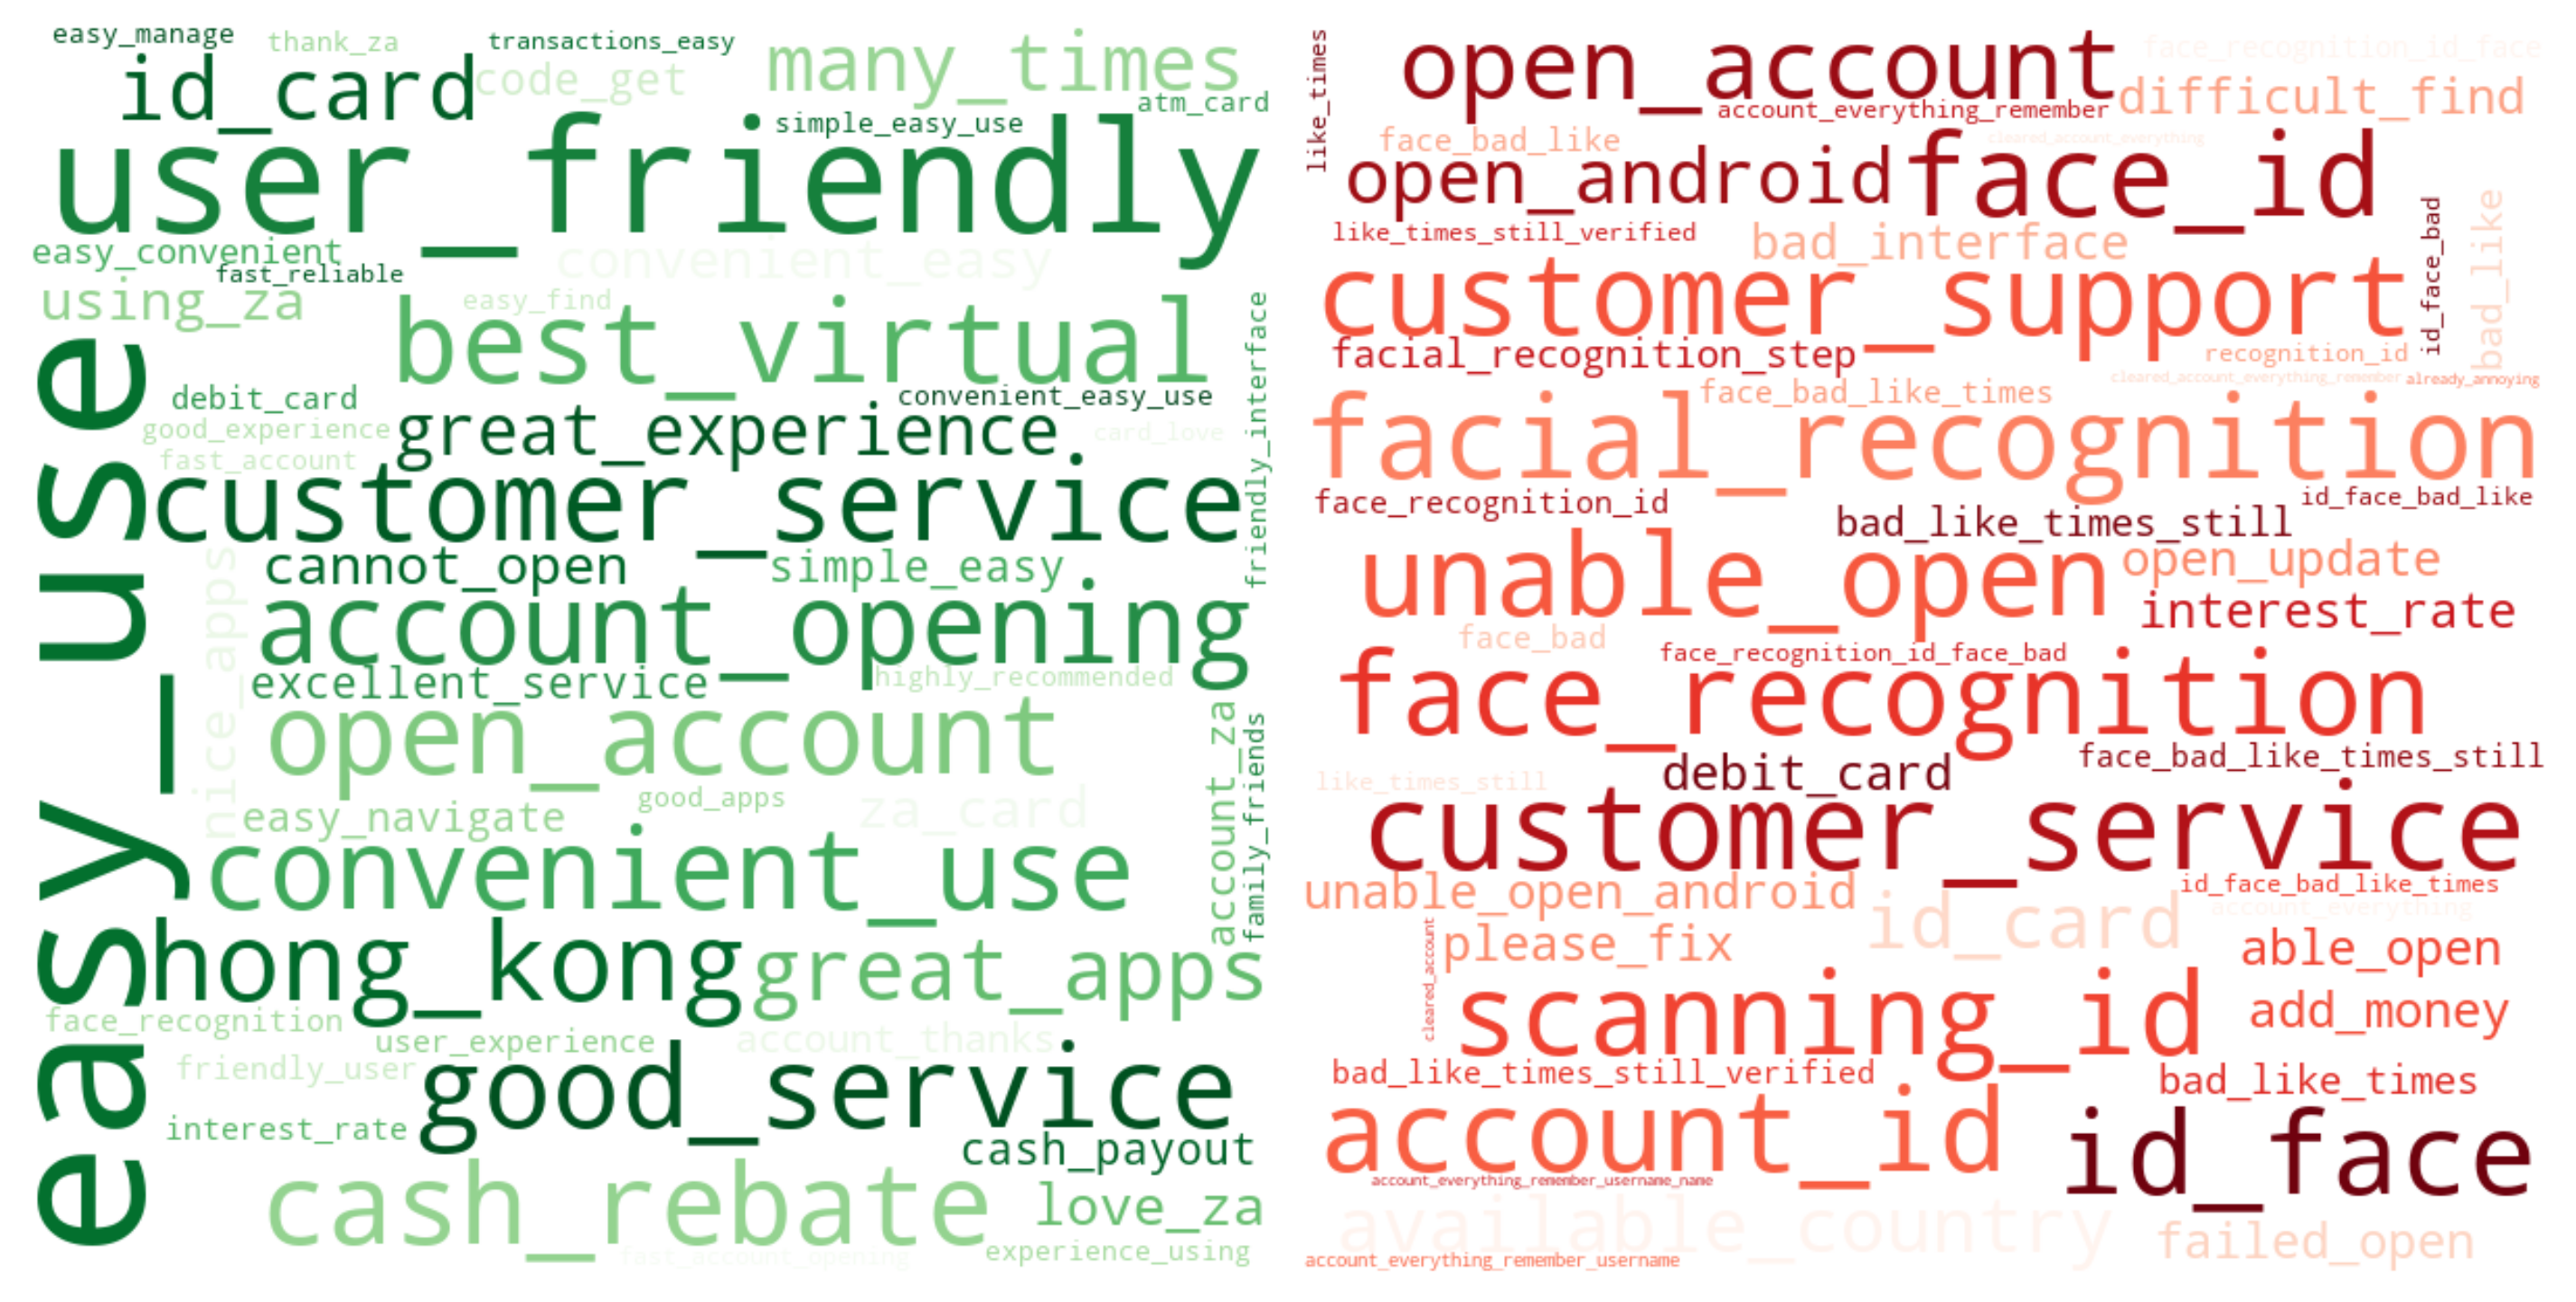 easy_manage
thank_za
transactions_easy
many_times
id_card
code_get
atm_card
simple_easy_use
user_friendly
easy_convenient
convenient_easy
fast_reliable
using_za
easy_find
best_virtual
friendly_interface
easy_use
debit_card
convenient_easy_use
good_experience
great_experience
card_love
fast_account
customer_service
cannot_open
simple_easy
nice_apps
account_opening
excellent_service
highly_recommended
open_account
account_za
family_friends
good_apps
easy_navigate
za_card
convenient_use
hong_kong
great_apps
face_recognition
user_experience
account_thanks
friendly_user
good_service
interest_rate
cash_payout
cash_rebate
love_za
experience_using
fast_account_opening
like_times
open_account
face_recognition_id_face
difficult_find
account_everything_remember
face_bad_like
cleared_account_everything
open_android
face_id
like_times_still_verified
bad_interface
id_face_bad
bad_like
customer_support
facial_recognition_step
recognition_id
cleared_account_everything_remember
already_annoying
face_bad_like_times
facial_recognition
face_recognition_id
id_face_bad_like
bad_like_times_still
unable_open
open_update
interest_rate
face_bad
face_recognition_id_face_bad
face_recognition
face_bad_like_times_still
like_times_still
debit_card
customer_service
unable_open_android
id_face_bad_like_times
id_card
account_everything
cleared_account
please_fix
able_open
scanning_id
add_money
bad_like_times_still_verified
bad_like_times
account_id
id_face
account_everything_remember_username_name
available_country
failed_open
account_everything_remember_username